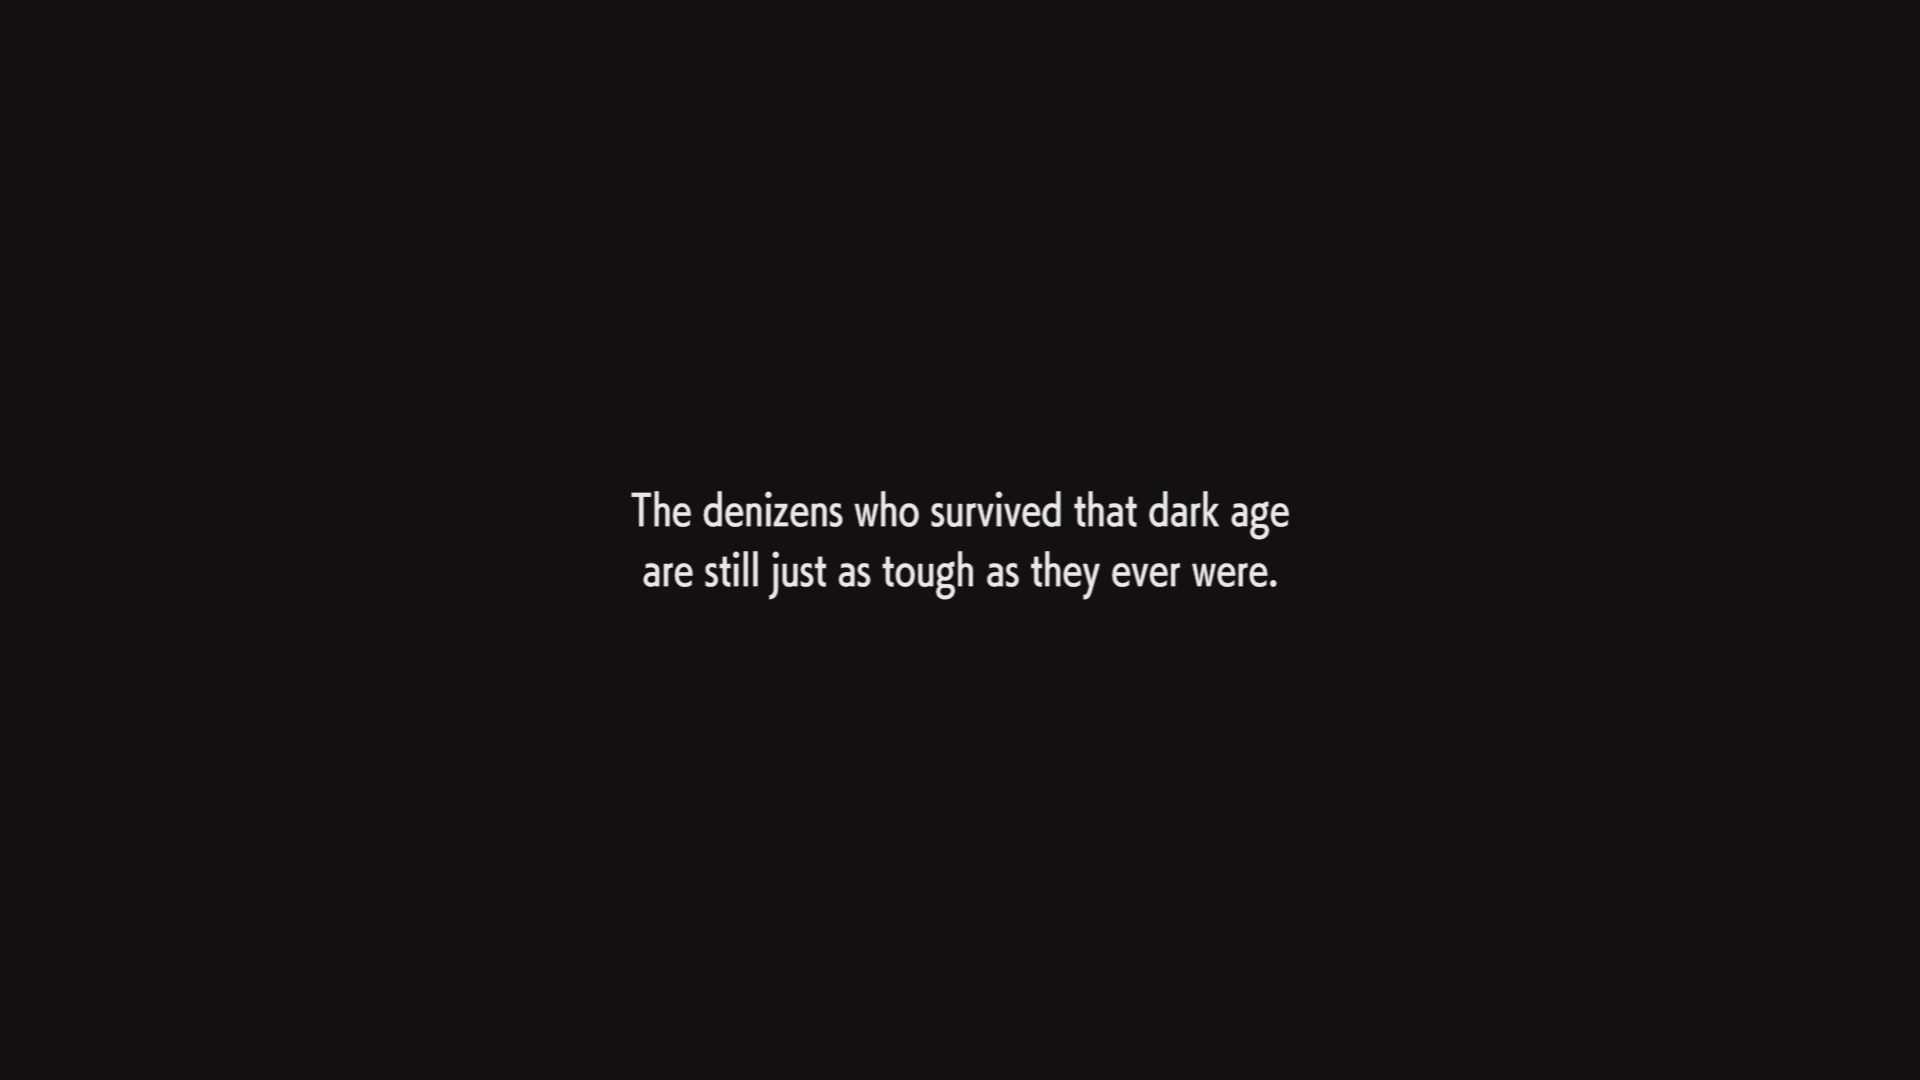 The denizens who survived that dark age
are still just as tough as they ever were.